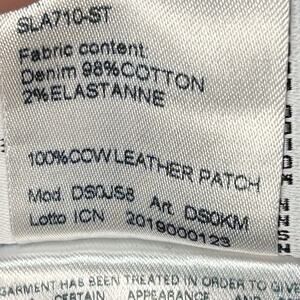 SLA710-ST
Fabric content
Denim 98%COTTON
2%ELASTANNE
100%COW LEATHER PATCH
Mod. DS0JS8 Art. DS0KM
Lotto ICN 2019000123
GARMENT HAS BEEN TREATED IN ORDER TO GIVE
CERTAIN APPEARANCE